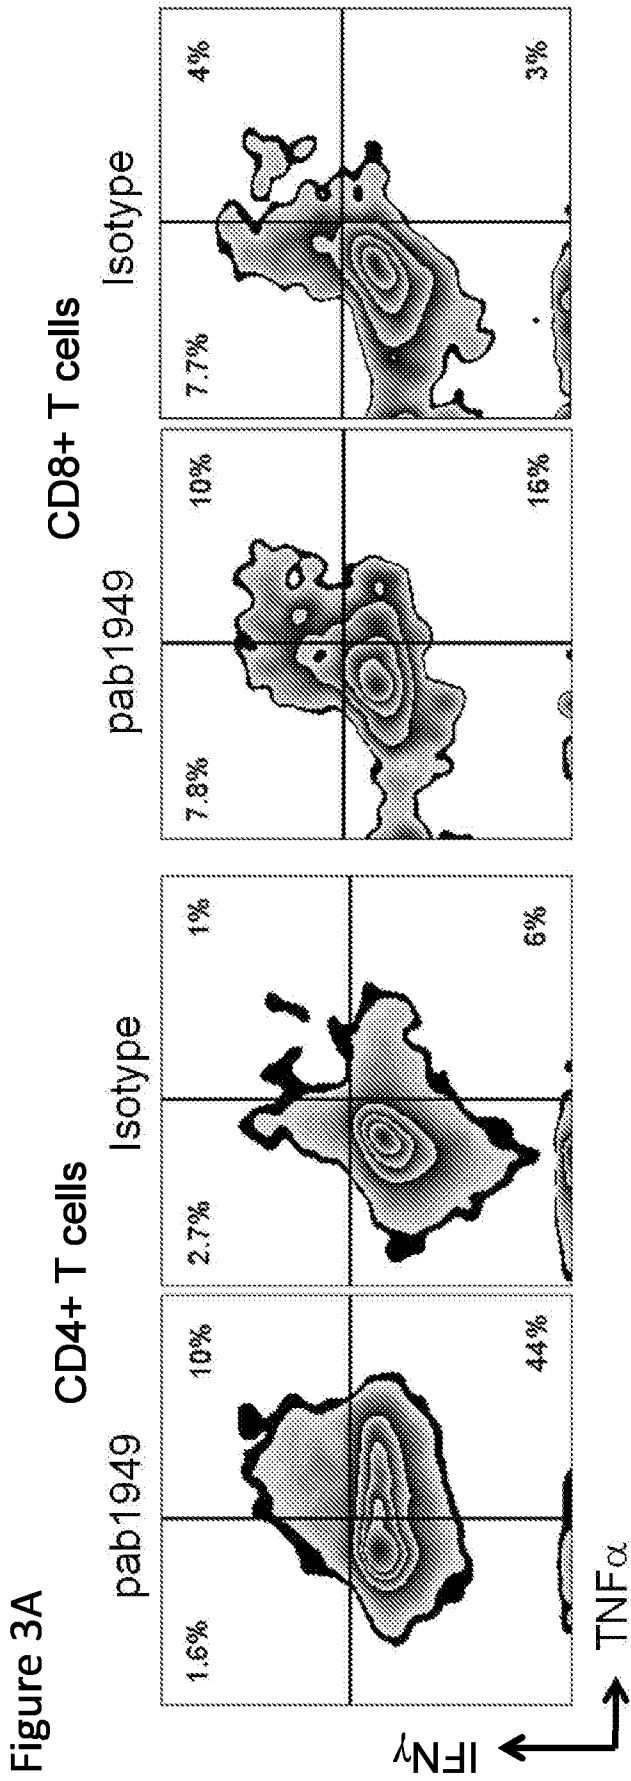 Figure 3A
CD4+ T cells
CD8+ T cells
pab1949
Isotype
pab1949
Isotype
1.6%
10%
2.7%
1%
7.8%
10%
7.7%
4%
44%
6%
16%
3%
IFNγ
TNFα